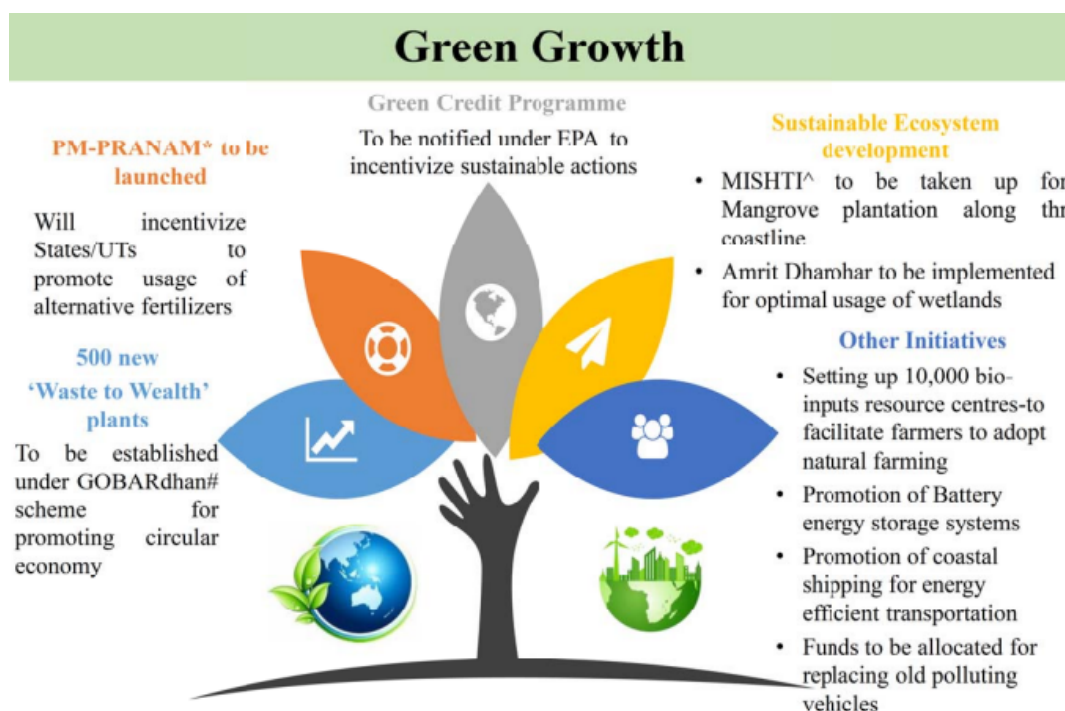 Green Growth
Green Credit Programme
To be notified under EPA to
incentivize sustainable actions
PM-PRANAM* to be
launched
Will incentivize
States/UTs to
promote usage of
alternative fertilizers
500 new
‘Waste to Wealth’
plants
To be established
under GOBARdhan#
scheme for
promoting circular
economy
Sustainable Ecosystem
development
• MISHTI^ to be taken up for
Mangrove plantation along thr
coastline
• Amrit Dharohar to be implemented
for optimal usage of wetlands
Other Initiatives
• Setting up 10,000 bio-
inputs resource centres-to
facilitate farmers to adopt
natural farming
• Promotion of Battery
energy storage systems
• Promotion of coastal
shipping for energy
efficient transportation
• Funds to be allocated for
replacing old polluting
vehicles